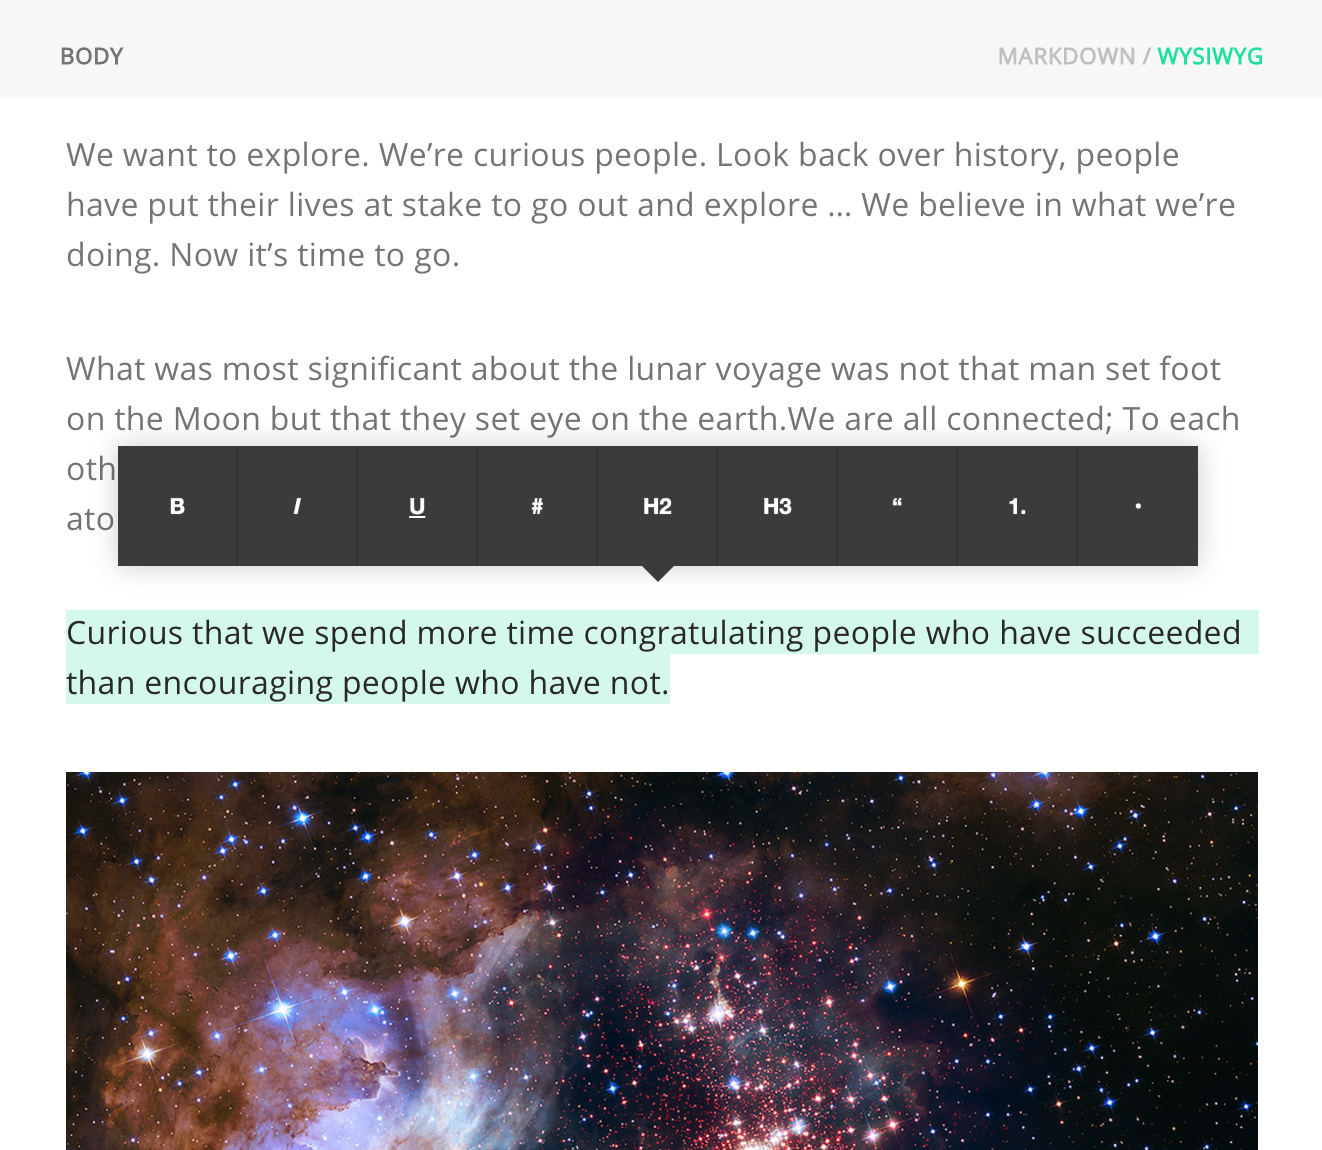 BODY
MARKDOWN / WYSIWYG
We want to explore. We’re curious people. Look back over history, people
have put their lives at stake to go out and explore … We believe in what we’re
doing. Now it’s time to go.
What was most significant about the lunar voyage was not that man set foot
on the Moon but that they set eye on the earth.We are all connected; To each
oth
ato
B I U # H2 H3 “ 1. •
Curious that we spend more time congratulating people who have succeeded
than encouraging people who have not.